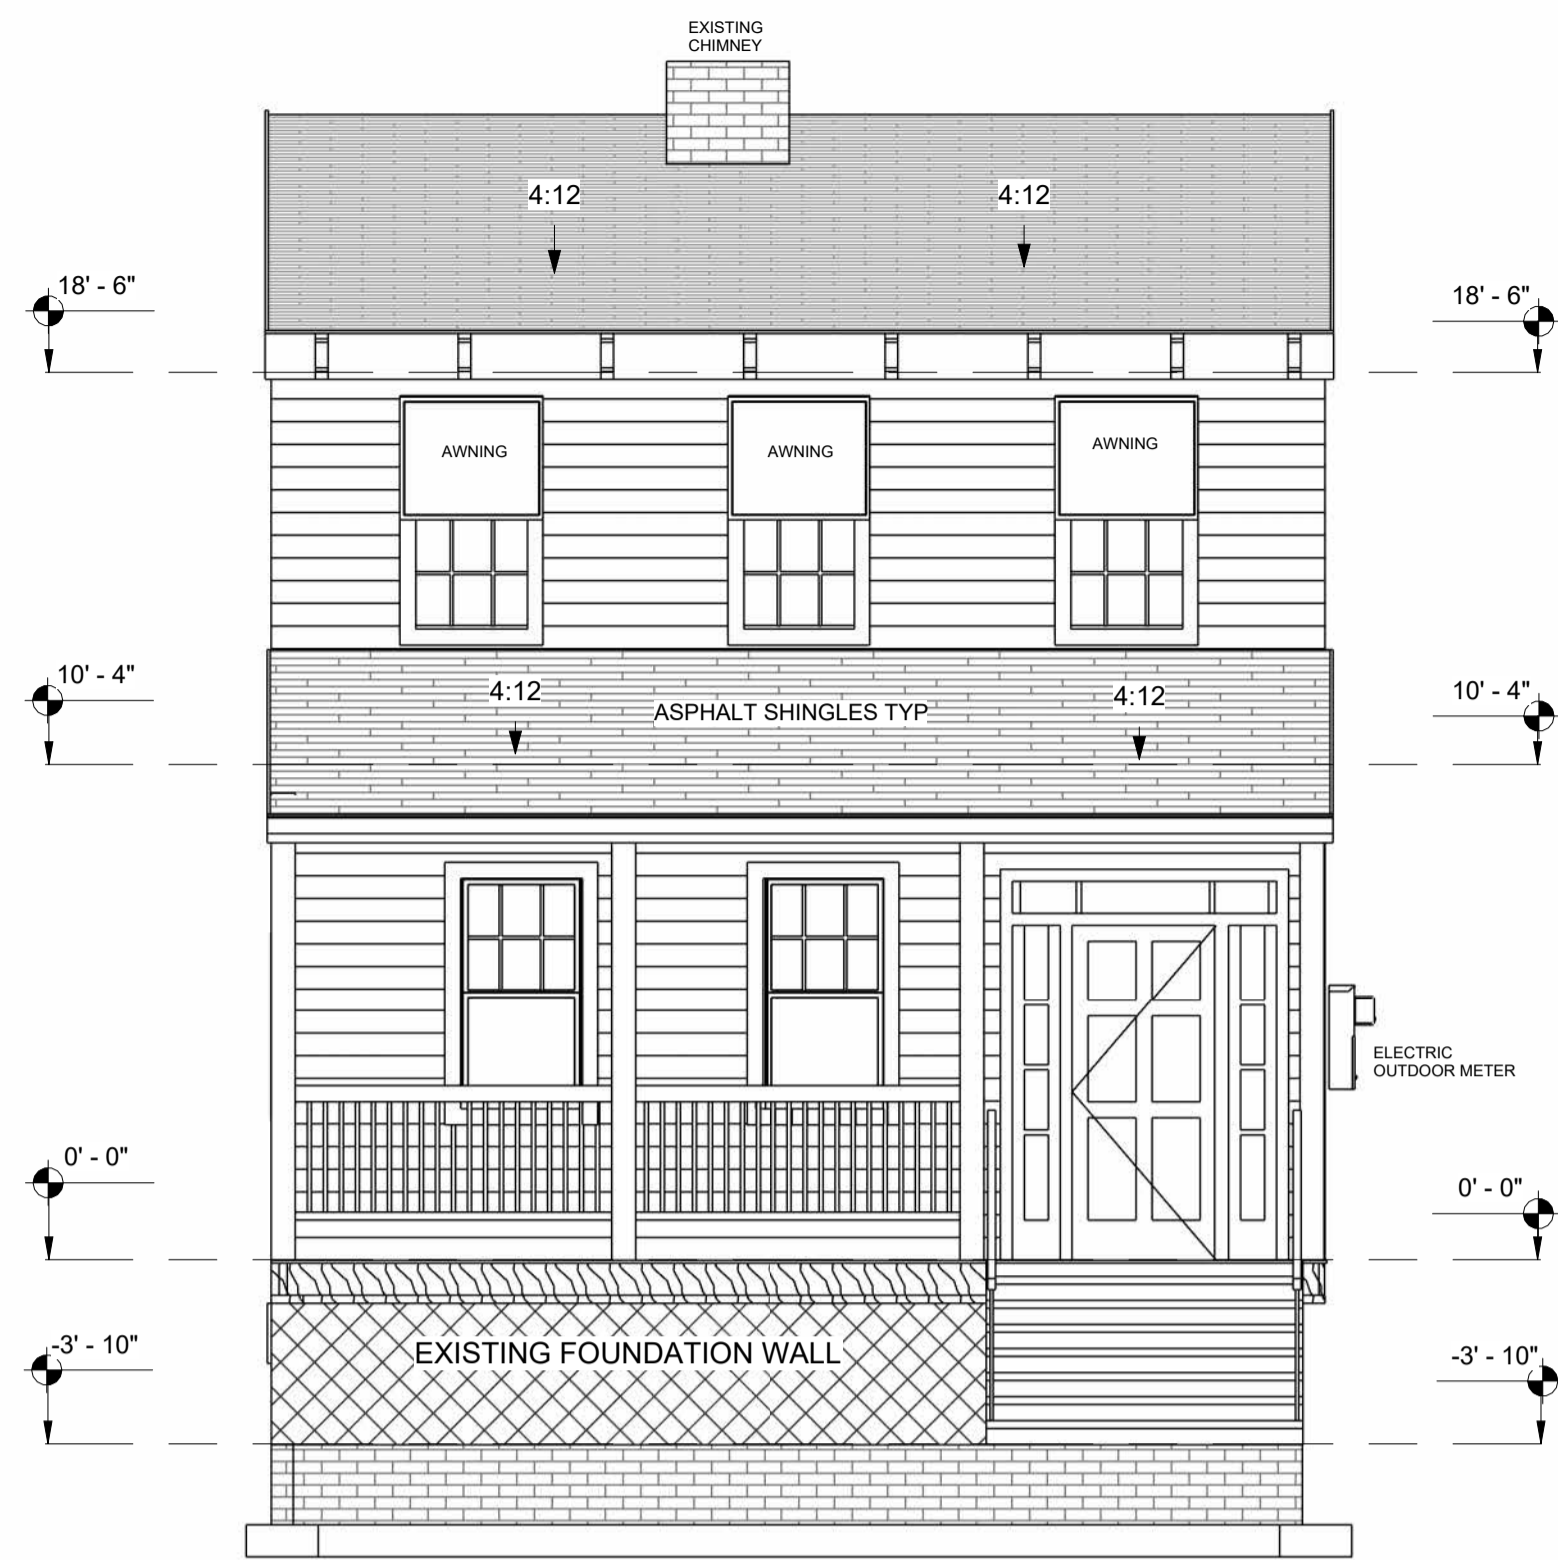 EXISTING
CHIMNEY
4:12
4:12
18' - 6"
18' - 6"
AWNING
AWNING
AWNING
10' - 4"
10' - 4"
4:12
4:12
ASPHALT SHINGLES TYP
ELECTRIC
OUTDOOR METER
0' - 0"
0' - 0"
-3' - 10"
-3' - 10"
EXISTING FOUNDATION WALL